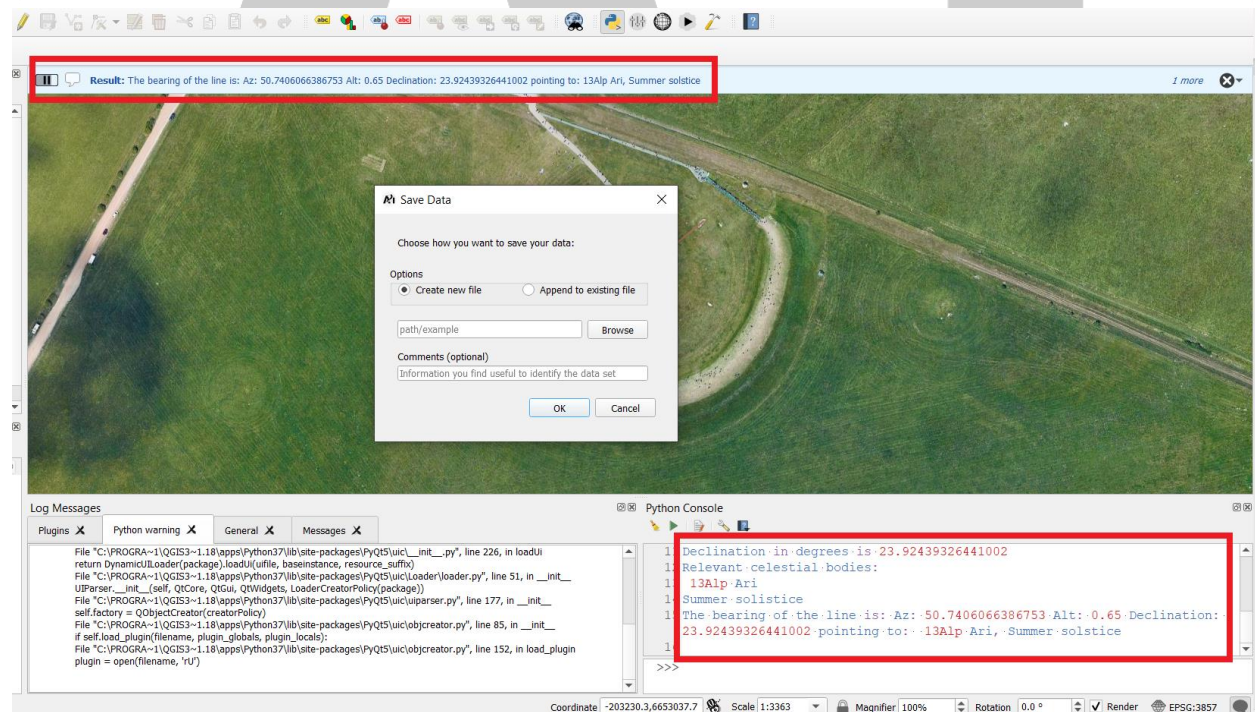 abc
abc
abc
?
Result: The bearing of the line is: Az: 50.7406066386753 Alt: 0.65 Declination: 23.92439326441002 pointing to: 13Alp Ari, Summer solstice
1 more
Save Data
Choose how you want to save your data:
Options
Create new file
Append to existing file
path/example
Browse
Comments (optional)
Information you find useful to identify the data set
OK
Cancel
Log Messages
Plugins
Python warning
General
Messages
File "C:\PROGRA~1\QGIS3~1.18\apps\Python37\lib\site-packages\PyQt5\uic\__init__.py", line 226, in loadUi
return DynamicUILoader(package).loadUi(uifile, baseinstance, resource_suffix)
File "C:\PROGRA~1\QGIS3~1.18\apps\Python37\lib\site-packages\PyQt5\uic\Loader\loader.py", line 51, in __init__
UIParser.__init__(self, QtCore, QtGui, QtWidgets, LoaderCreatorPolicy(package))
File "C:\PROGRA~1\QGIS3~1.18\apps\Python37\lib\site-packages\PyQt5\uic\uiparser.py", line 177, in __init__
self.factory = QObjectCreator(creatorPolicy)
File "C:\PROGRA~1\QGIS3~1.18\apps\Python37\lib\site-packages\PyQt5\uic\objcreator.py", line 85, in __init__
if self.load_plugin(filename, plugin_globals, plugin_locals):
File "C:\PROGRA~1\QGIS3~1.18\apps\Python37\lib\site-packages\PyQt5\uic\objcreator.py", line 152, in load_plugin
plugin = open(filename, 'rU')
Python Console
Declination in degrees is 23.92439326441002
Relevant celestial bodies:
13Alp Ari
Summer solistice
The bearing of the line is: Az: 50.7406066386753 Alt: 0.65 Declination:
23.92439326441002 pointing to: 13Alp Ari, Summer solstice
>>>
Coordinate -203230.3,6653037.7 Scale 1:3363 Magnifier 100% Rotation 0.0 ° Render EPSG:3857